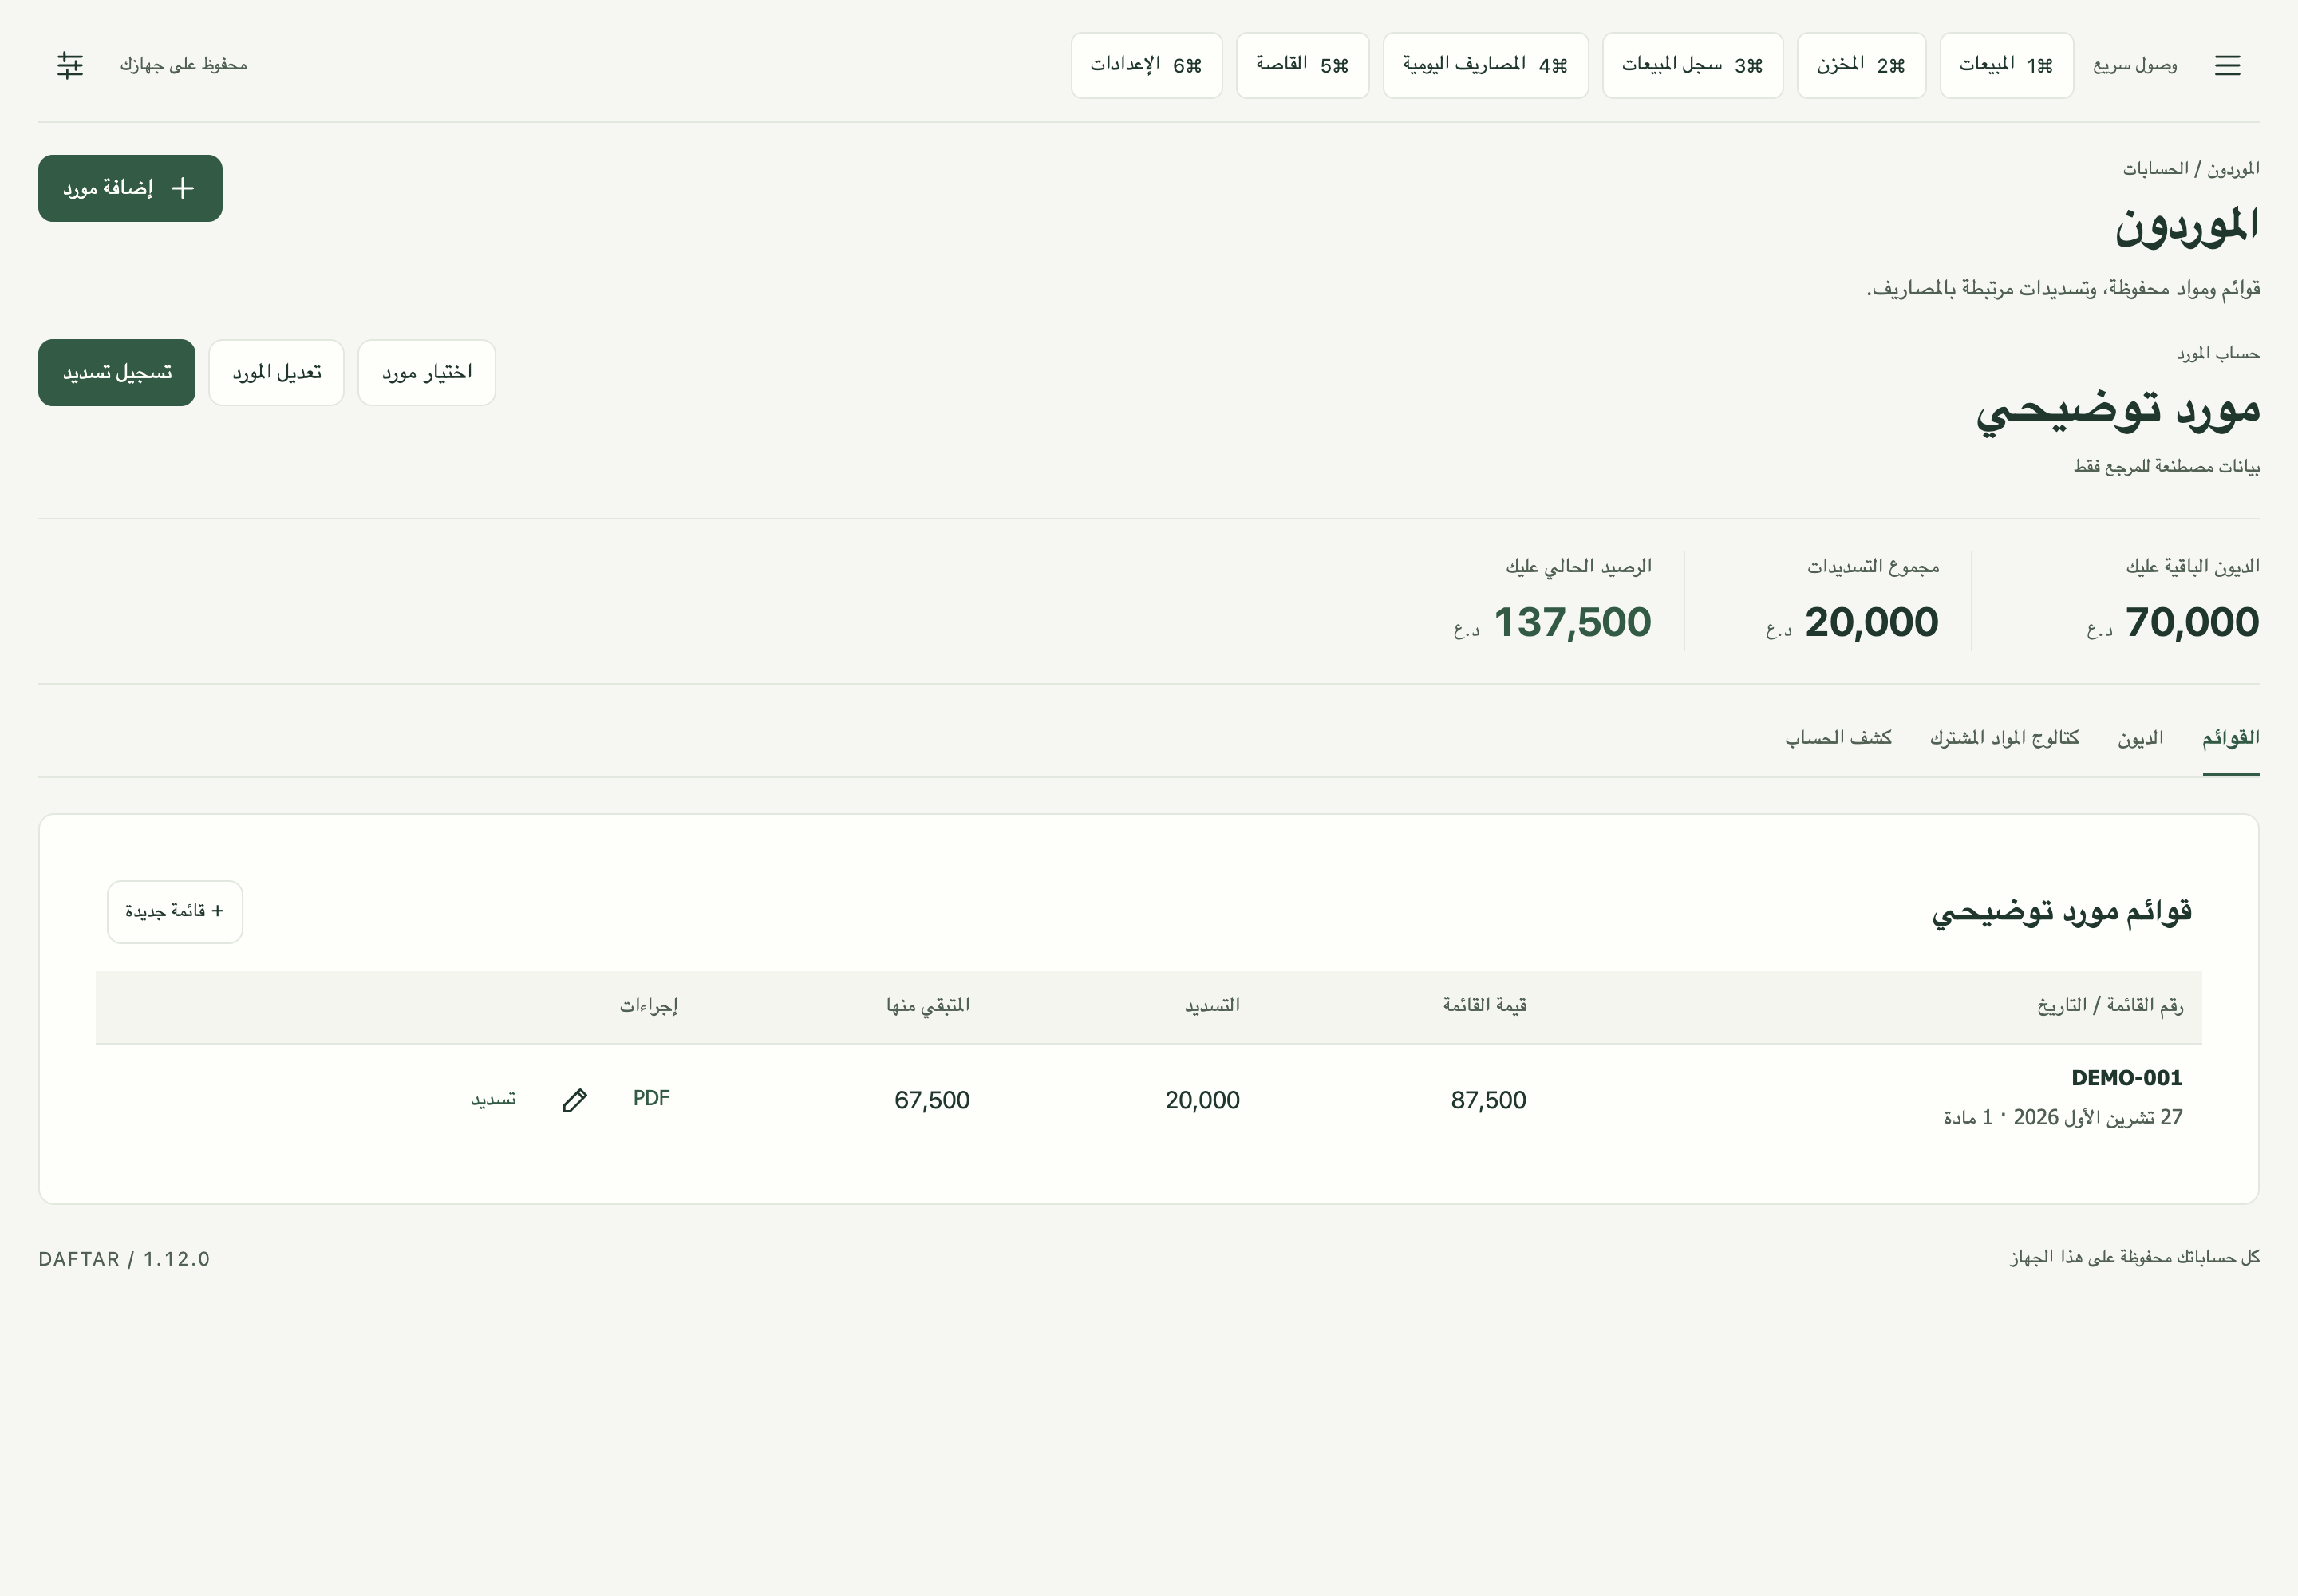 وصول سريع ⌘1 المبيعات ⌘2 المخزن ⌘3 سجل المبيعات ⌘4 المصاريف اليومية ⌘5 القاصة ⌘6 الإعدادات محفوظ على جهازك
الموردون / الحسابات
+ إضافة مورد
الموردون
قوائم ومواد محفوظة، وتسديدات مرتبطة بالمصاريف.
حساب المورد
اختيار مورد تعديل المورد تسجيل تسديد
مورد توضيحي
بيانات مصطنعة للمرجع فقط
الديون الباقية عليك مجموع التسديدات الرصيد الحالي عليك
70,000 د.ع 20,000 د.ع 137,500 د.ع
القوائم الديون كتالوج المواد المشترك كشف الحساب
قوائم مورد توضيحي + قائمة جديدة
رقم القائمة / التاريخ قيمة القائمة التسديد المتبقي منها إجراءات
DEMO-001
87,500 20,000 67,500 PDF تسديد
27 تشرين الأول 2026 · 1 مادة
كل حساباتك محفوظة على هذا الجهاز DAFTAR / 1.12.0